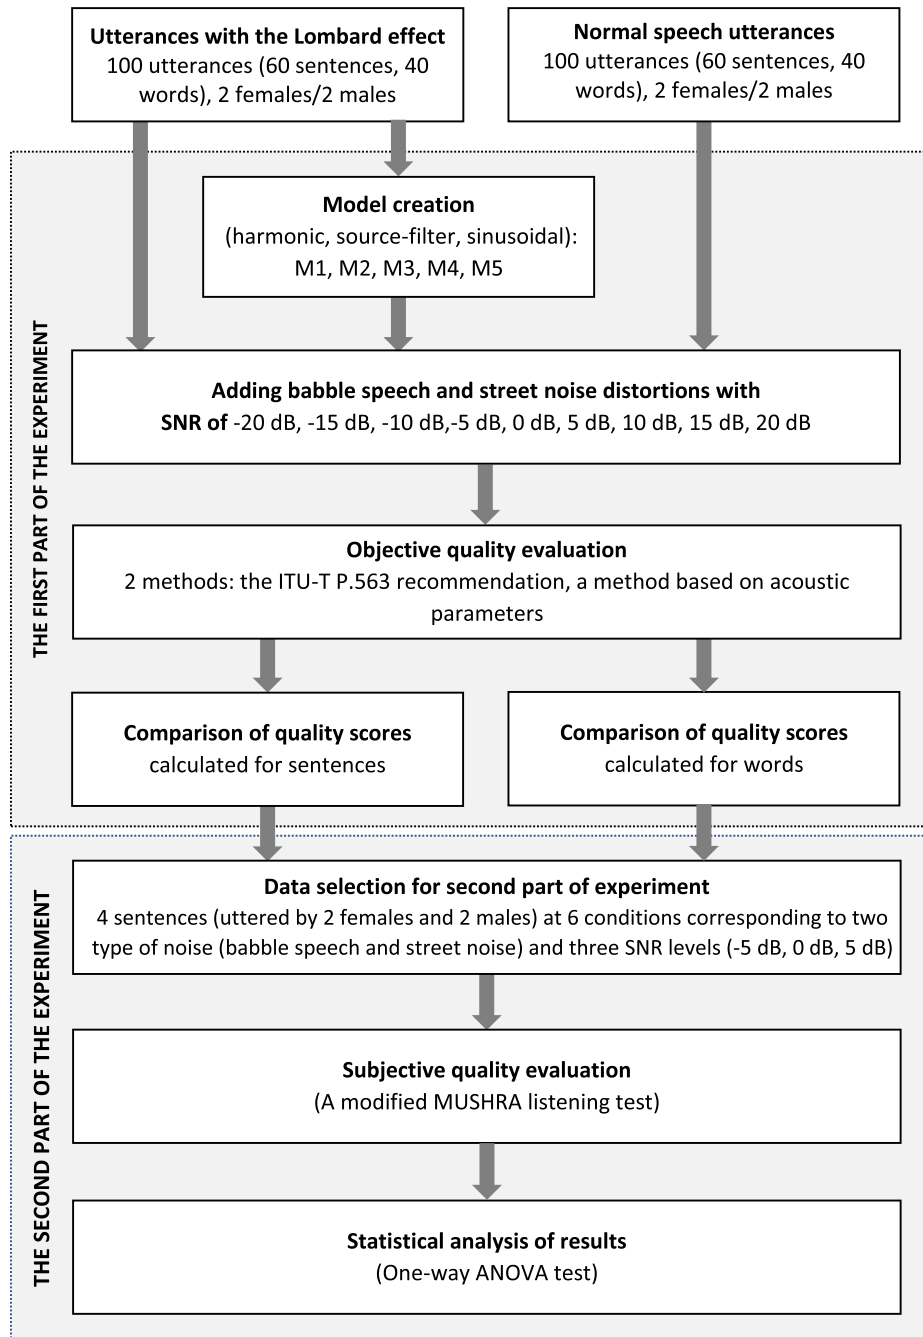 Utterances with the Lombard effect
100 utterances (60 sentences, 40
words), 2 females/2 males
Normal speech utterances
100 utterances (60 sentences, 40
words), 2 females/2 males
THE FIRST PART OF THE EXPERIMENT
Model creation
(harmonic, source-filter, sinusoidal):
M1, M2, M3, M4, M5
Adding babble speech and street noise distortions with
SNR of -20 dB, -15 dB, -10 dB,-5 dB, 0 dB, 5 dB, 10 dB, 15 dB, 20 dB
Objective quality evaluation
2 methods: the ITU-T P.563 recommendation, a method based on acoustic
parameters
Comparison of quality scores
calculated for sentences
Comparison of quality scores
calculated for words
THE SECOND PART OF THE EXPERIMENT
Data selection for second part of experiment
4 sentences (uttered by 2 females and 2 males) at 6 conditions corresponding to two
type of noise (babble speech and street noise) and three SNR levels (-5 dB, 0 dB, 5 dB)
Subjective quality evaluation
(A modified MUSHRA listening test)
Statistical analysis of results
(One-way ANOVA test)